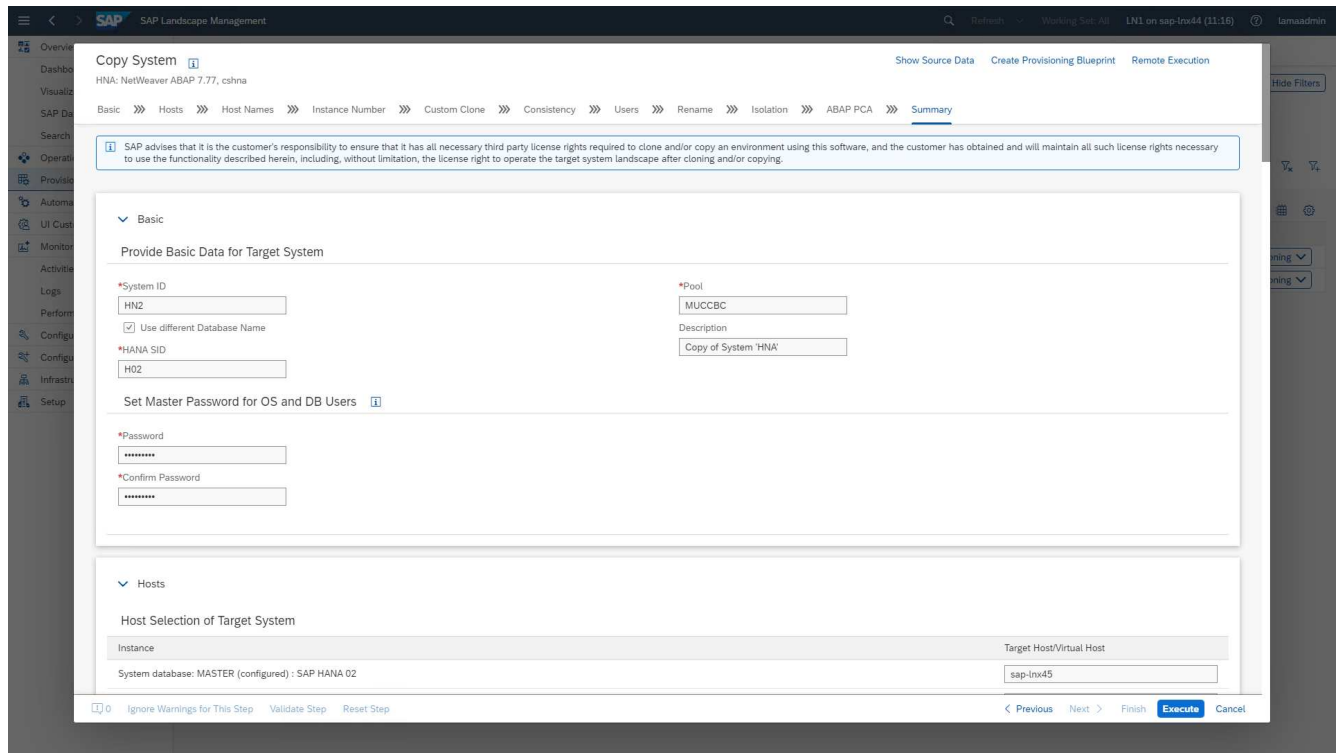 SAP SAP Landscape Management
Refresh Working Set: All LN1 on sap-lnx44 (11:16) lamaadmin
Copy System
Show Source Data Create Provisioning Blueprint Remote Execution
HNA: NetWeaver ABAP 7.77, cshna
Hide Filters
Basic Hosts Host Names Instance Number Custom Clone Consistency Users Rename Isolation ABAP PCA Summary
SAP advises that it is the customer's responsibility to ensure that it has all necessary third party license rights required to clone and/or copy an environment using this software, and the customer has obtained and will maintain all such license rights necessary
to use the functionality described herein, including, without limitation, the license right to operate the target system landscape after cloning and/or copying.
Overvie
Dashbo
Visualiz
SAP Da
Search
Operati
Provisio
Automa
UI Cust
Monitor
Activitie
Logs
Perform
Configu
Configu
Infrastru
Setup
Basic
Provide Basic Data for Target System
*System ID
HN2
Use different Database Name
*HANA SID
H02
*Pool
MUCCBC
Description
Copy of System 'HNA'
oning
oning
Set Master Password for OS and DB Users
*Password
•••••••••
*Confirm Password
•••••••••
Hosts
Host Selection of Target System
Instance Target Host/Virtual Host
System database: MASTER (configured) : SAP HANA 02 sap-lnx45
0 Ignore Warnings for This Step Validate Step Reset Step
< Previous Next > Finish Execute Cancel